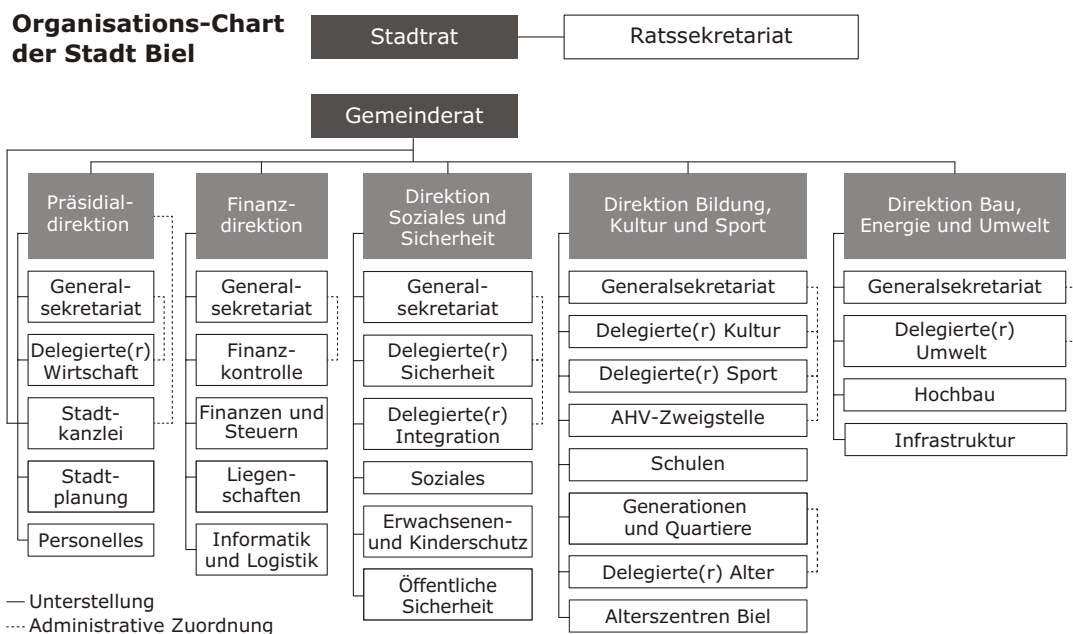 Organisations-Chart
der Stadt Biel
Stadtrat
Ratssekretariat
Gemeinderat
Präsidial-
direktion
General-
sekretariat
Delegierte(r)
Wirtschaft
Stadt-
kanzlei
Stadt-
planung
Personelles
Finanz-
direktion
General-
sekretariat
Finanz-
kontrolle
Finanzen und
Steuern
Liegen-
schaften
Informatik
und Logistik
Direktion
Soziales und
Sicherheit
General-
sekretariat
Delegierte(r)
Sicherheit
Delegierte(r)
Integration
Soziales
Erwachsenen-
und Kinderschutz
Öffentliche
Sicherheit
Direktion Bildung,
Kultur und Sport
Generalsekretariat
Delegierte(r) Kultur
Delegierte(r) Sport
AHV-Zweigstelle
Schulen
Generationen
und Quartiere
Delegierte(r) Alter
Alterszentren Biel
Direktion Bau,
Energie und Umwelt
Generalsekretariat
Delegierte(r)
Umwelt
Hochbau
Infrastruktur
Unterstellung
Administrative Zuordnung